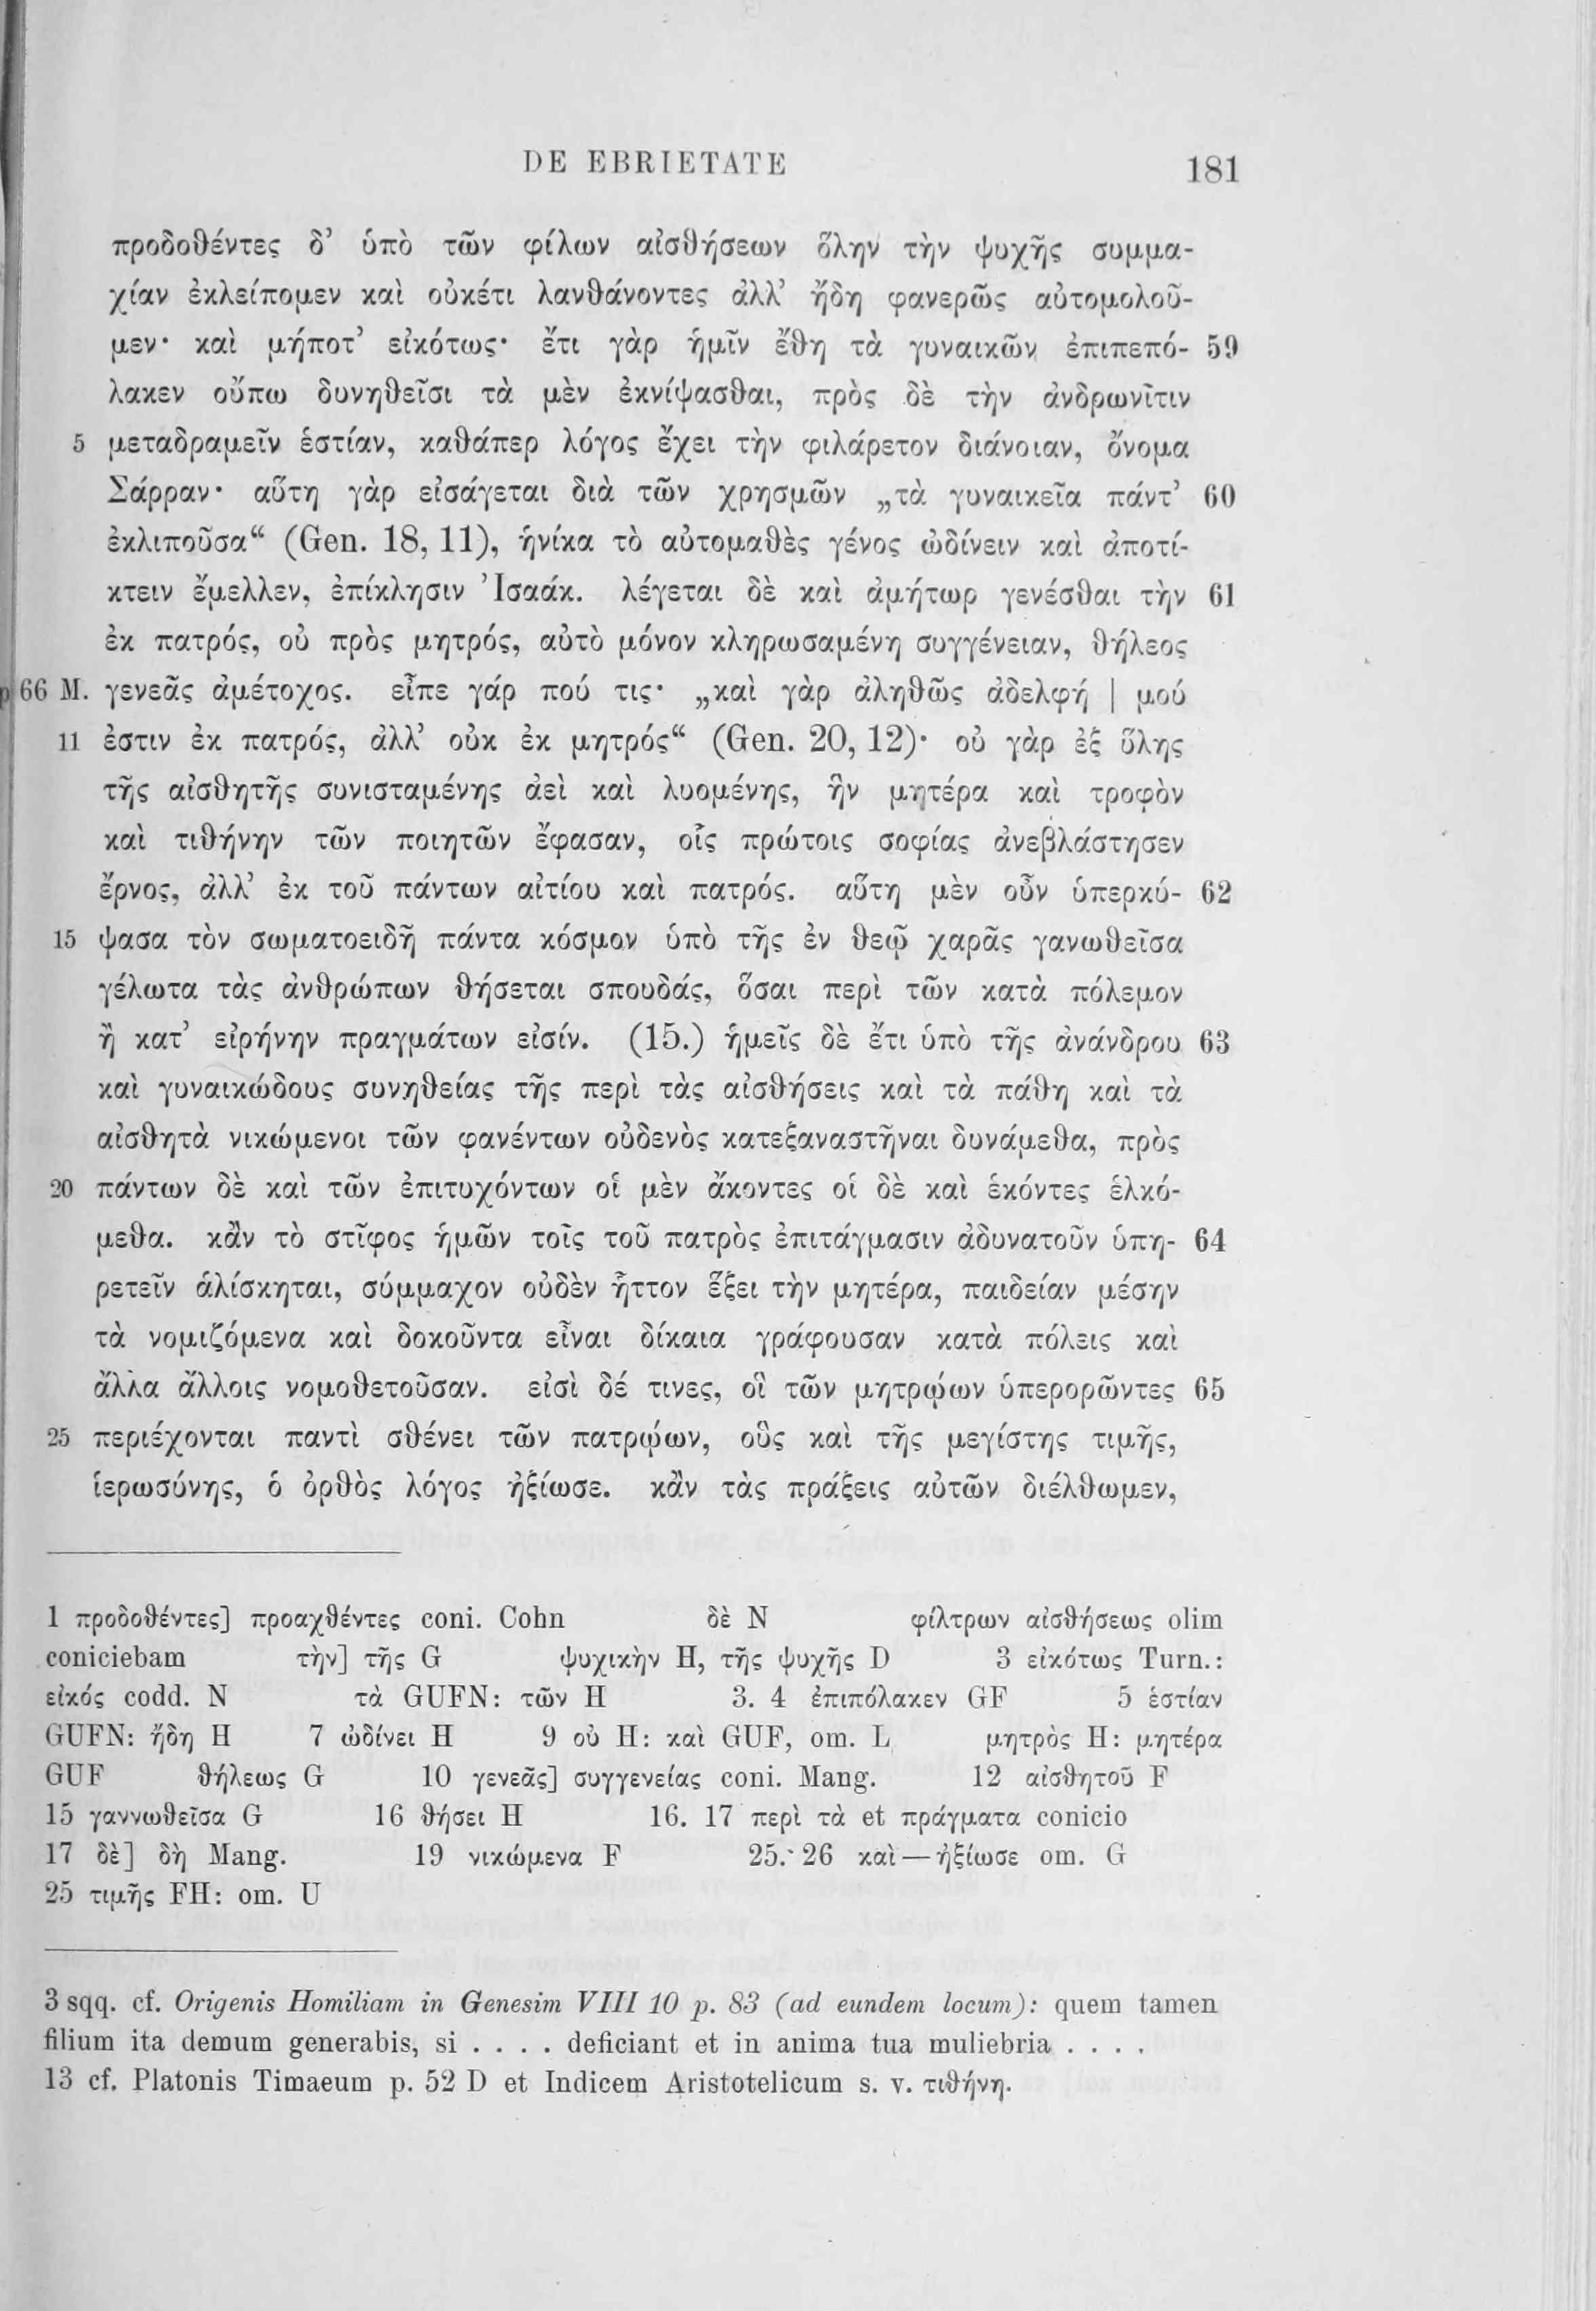 DE EBRIETATE 181
προδοθέντες δ’ ὑπὸ τῶν φίλων αἰσθήσεων ὅλην τὴν ψυχῆς συμμα-
χίαν ἐκλείπομεν καὶ οὐκέτι λανθάνοντες ἀλλ’ ἤδη φανερῶς αὐτομολοῦ-
μεν· καὶ μήποτ’ εἰκότως· ἔτι γὰρ ἡμῖν ἔθη τὰ γυναικῶν ἐπιπεπό- 59
λακεν οὔπω δυνηθεῖσι τὰ μὲν ἐκνίψασθαι, πρὸς δὲ τὴν ἀνδρωνῖτιν
5 μεταδραμεῖν ἑστίαν, καθάπερ λόγος ἔχει τὴν φιλάρετον διάνοιαν, ὄνομα
Σάρραν· αὕτη γὰρ εἰσάγεται διὰ τῶν χρησμῶν „τὰ γυναικεῖα πάντ’ 60
ἐκλιποῦσα“ (Gen. 18, 11), ἡνίκα τὸ αὐτομαθὲς γένος ὠδίνειν καὶ ἀποτί-
κτειν ἔμελλεν, ἐπίκλησιν Ἰσαάκ. λέγεται δὲ καὶ ἀμήτωρ γενέσθαι τὴν 61
ἐκ πατρός, οὐ πρὸς μητρός, αὐτὸ μόνον κληρωσαμένη συγγένειαν, θήλεος
p 66 M. γενεᾶς ἀμέτοχος. εἶπε γάρ πού τις· „καὶ γὰρ ἀληθῶς ἀδελφή | μού
11 ἐστιν ἐκ πατρός, ἀλλ’ οὐκ ἐκ μητρός“ (Gen. 20, 12)· οὐ γὰρ ἐξ ὕλης
τῆς αἰσθητῆς συνισταμένης ἀεὶ καὶ λυομένης, ἣν μητέρα καὶ τροφὸν
καὶ τιθήνην τῶν ποιητῶν ἔφασαν, οἷς πρώτοις σοφίας ἀνεβλάστησεν
ἔρνος, ἀλλ’ ἐκ τοῦ πάντων αἰτίου καὶ πατρός. αὕτη μὲν οὖν ὑπερκύ- 62
15 ψασα τὸν σωματοειδῆ πάντα κόσμον ὑπὸ τῆς ἐν θεῷ χαρᾶς γανωθεῖσα
γέλωτα τὰς ἀνθρώπων θήσεται σπουδάς, ὅσαι περὶ τῶν κατὰ πόλεμον
ἢ κατ’ εἰρήνην πραγμάτων εἰσίν. (15.) ἡμεῖς δὲ ἔτι ὑπὸ τῆς ἀνάνδρου 63
καὶ γυναικώδους συνηθείας τῆς περὶ τὰς αἰσθήσεις καὶ τὰ πάθη καὶ τὰ
αἰσθητὰ νικώμενοι τῶν φανέντων οὐδενὸς κατεξαναστῆναι δυνάμεθα, πρὸς
20 πάντων δὲ καὶ τῶν ἐπιτυχόντων οἱ μὲν ἄκοντες οἱ δὲ καὶ ἑκόντες ἑλκό-
μεθα. κἂν τὸ στῖφος ἡμῶν τοῖς τοῦ πατρὸς ἐπιτάγμασιν ἀδυνατοῦν ὑπη- 64
ρετεῖν ἁλίσκηται, σύμμαχον οὐδὲν ἧττον ἕξει τὴν μητέρα, παιδείαν μέσην
τὰ νομιζόμενα καὶ δοκοῦντα εἶναι δίκαια γράφουσαν κατὰ πόλεις καὶ
ἄλλα ἄλλοις νομοθετοῦσαν. εἰσὶ δέ τινες, οἳ τῶν μητρῴων ὑπερορῶντες 65
25 περιέχονται παντὶ σθένει τῶν πατρῴων, οὓς καὶ τῆς μεγίστης τιμῆς,
ἱερωσύνης, ὁ ὀρθὸς λόγος ἠξίωσε. κἂν τὰς πράξεις αὐτῶν διέλθωμεν,
1 προδοθέντες] προαχθέντες coni. Cohn δὲ N φίλτρων αἰσθήσεως olim
coniciebam τὴν] τῆς G ψυχικὴν H, τῆς ψυχῆς D 3 εἰκότως Turn.:
εἰκός codd. N τὰ GUFN: τῶν H 3. 4 ἐπιπόλακεν GF 5 ἑστίαν
GUFN: ἤδη H 7 ὠδίνει H 9 οὐ H: καὶ GUF, om. L μητρὸς H: μητέρα
GUF θήλεως G 10 γενεᾶς] συγγενείας coni. Mang. 12 αἰσθητοῦ F
15 γαννωθεῖσα G 16 θήσει H 16. 17 περὶ τὰ et πράγματα conicio
17 δὲ] δὴ Mang. 19 νικώμενα F 25. 26 καὶ—ἠξίωσε om. G
25 τιμῆς FH: om. U
3 sqq. cf. Origenis Homiliam in Genesim VIII 10 p. 83 (ad eundem locum): quem tamen
filium ita demum generabis, si . . . . deficiant et in anima tua muliebria . . . .
13 cf. Platonis Timaeum p. 52 D et Indicem Aristotelicum s. v. τιθήνη.